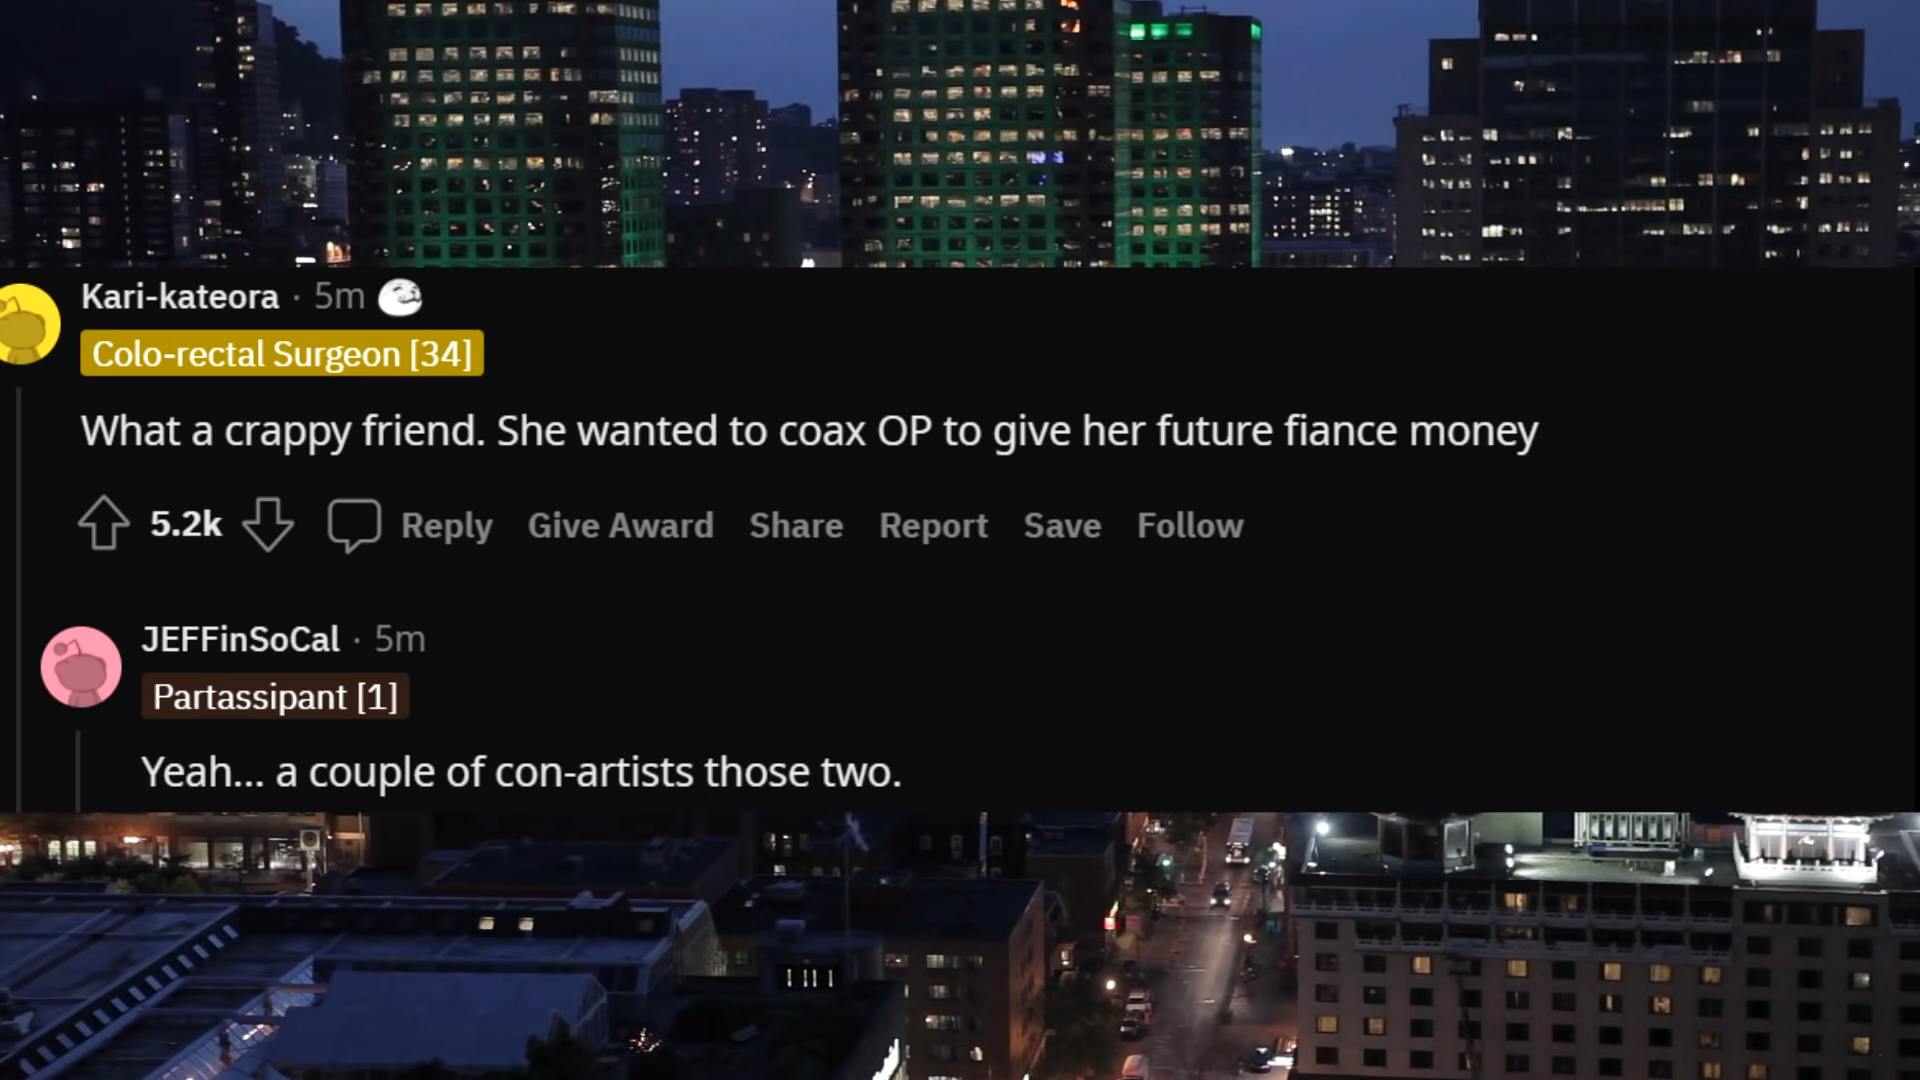 Kari-kateora · 5m
Colo-rectal Surgeon [34]
What a crappy friend. She wanted to coax OP to give her future fiance money
5.2k Reply Give Award Share Report Save Follow
JEFFinSoCal · 5m
Partassipant [1]
Yeah... a couple of con-artists those two.